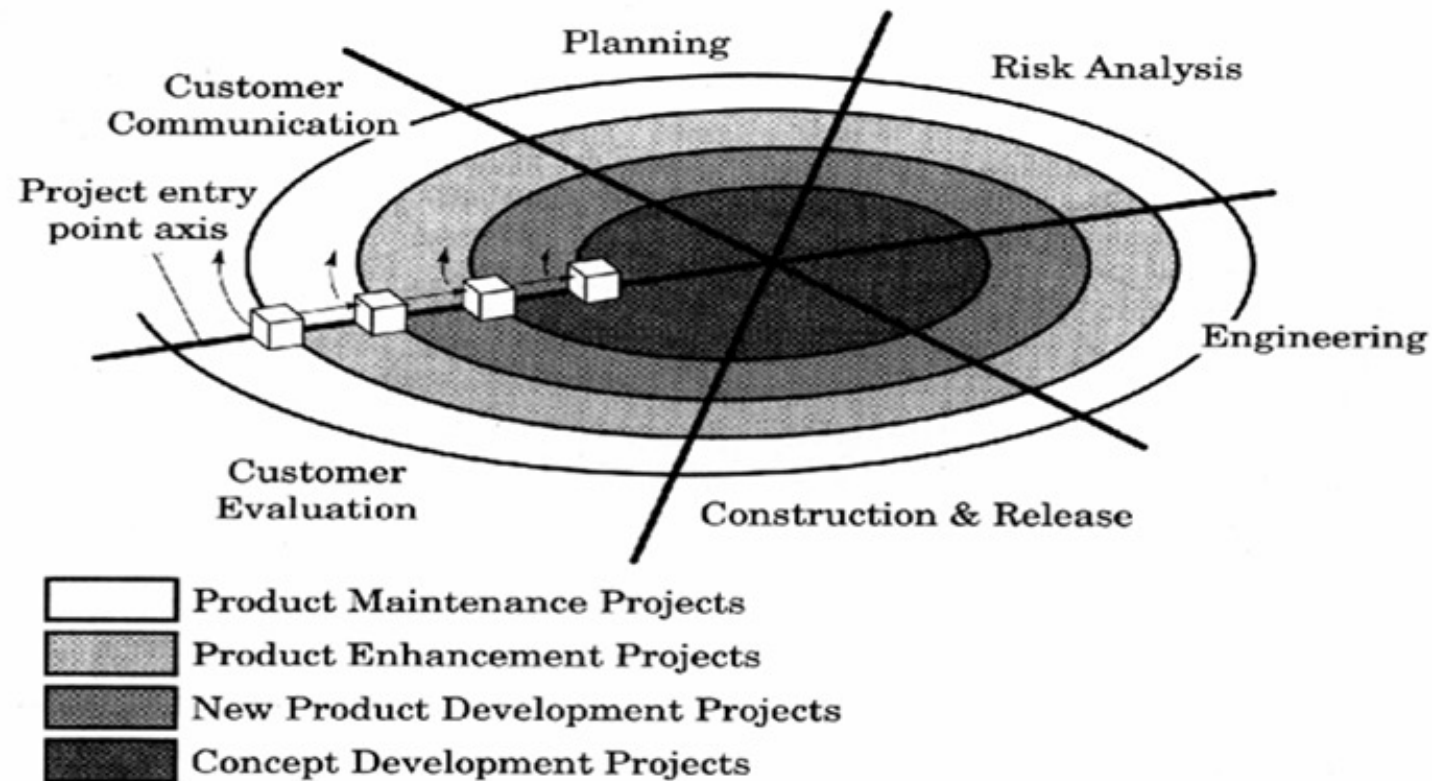 Planning
Risk Analysis
Customer
Communication
Project entry
point axis
Engineering
Customer
Evaluation
Construction & Release
Product Maintenance Projects
Product Enhancement Projects
New Product Development Projects
Concept Development Projects